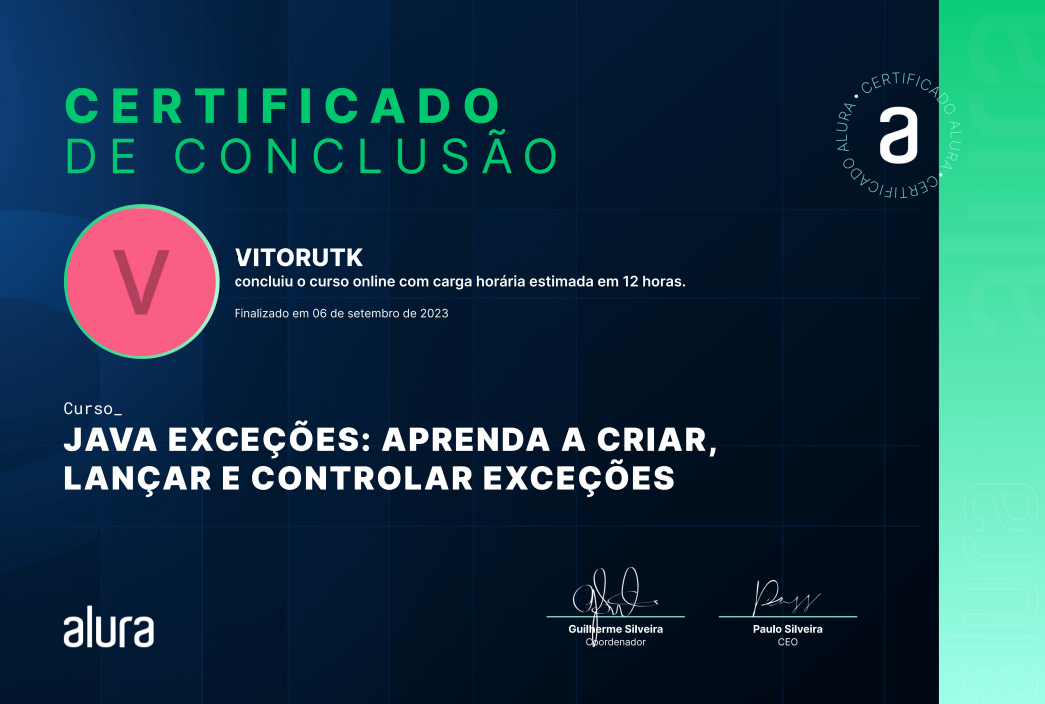 CERTIFICADO
DE CONCLUSÃO
CERTIFICADO ALURA • CERTIFICADO ALURA •
a
V
VITORUTK
concluiu o curso online com carga horária estimada em 12 horas.
Finalizado em 06 de setembro de 2023
Curso_
JAVA EXCEÇÕES: APRENDA A CRIAR,
LANÇAR E CONTROLAR EXCEÇÕES
alura
Guilherme Silveira
Coordenador
Paulo Silveira
CEO
alura
alura